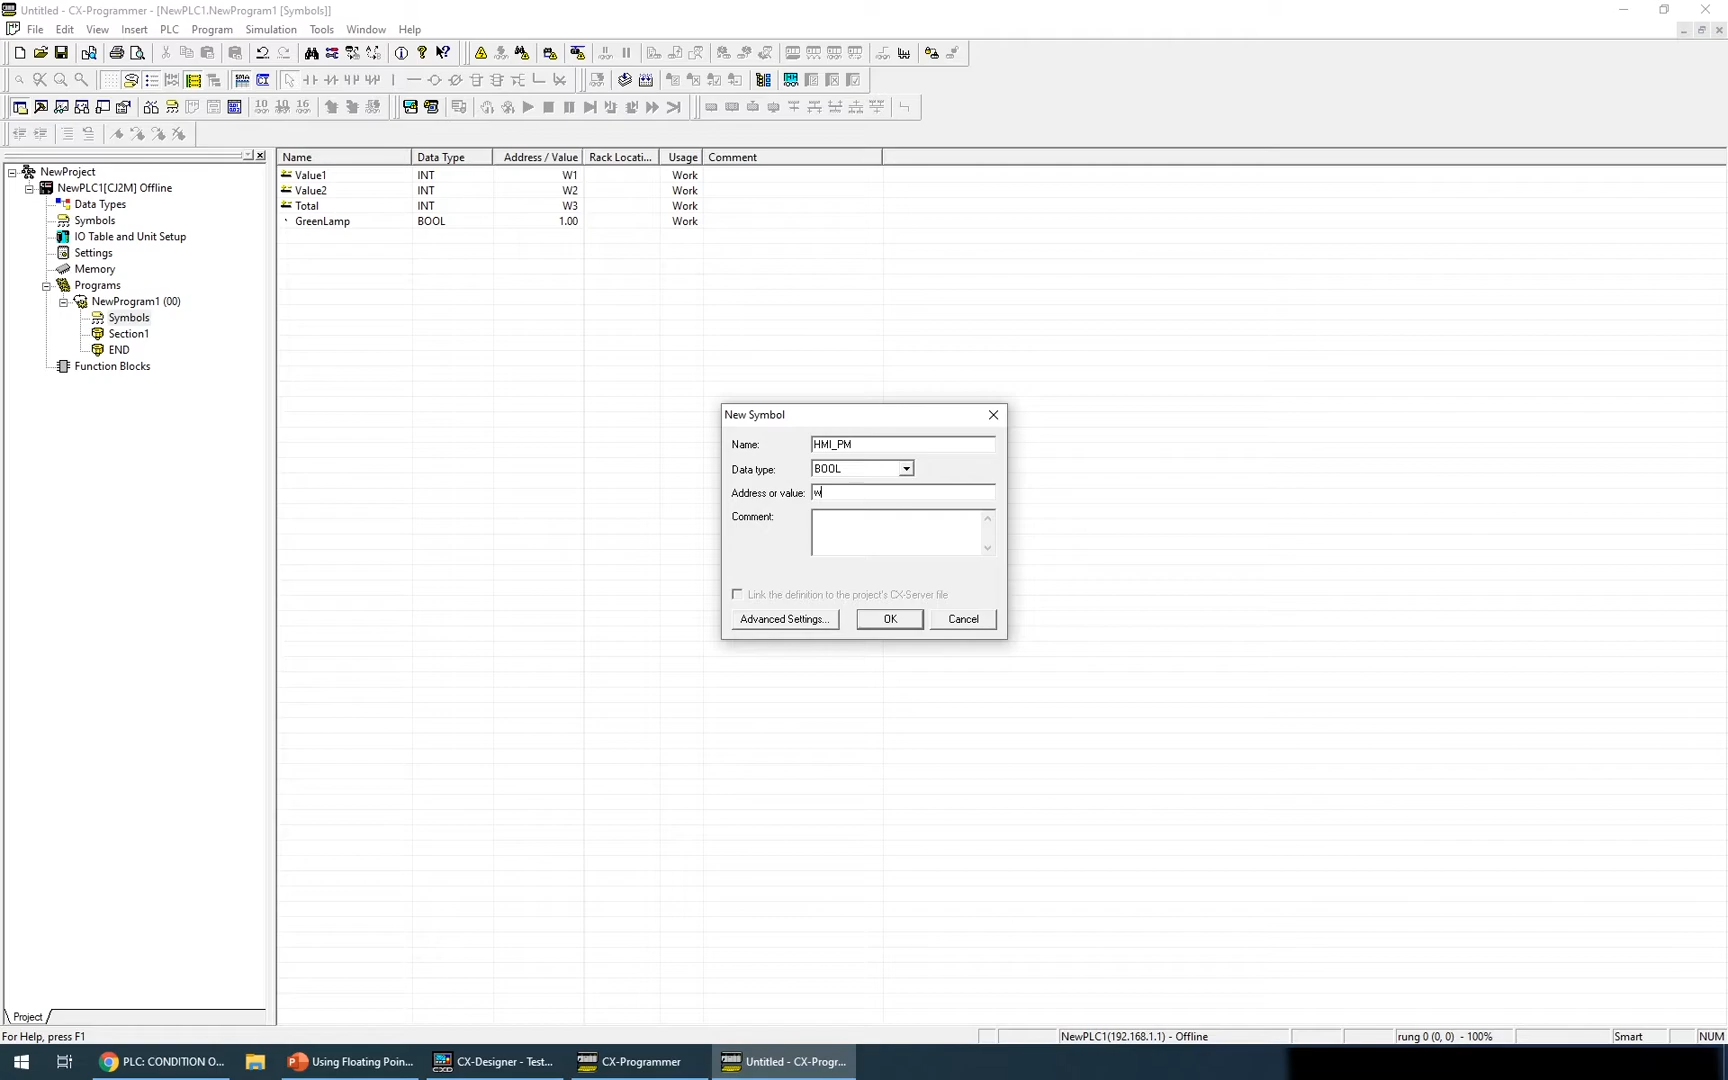 Untitled - CX-Programmer - [NewPLC1.NewProgram1 [Symbols]]
File Edit View Insert PLC Program Simulation Tools Window Help
Name Data Type Address / Value Rack Locati... Usage Comment
Value1 INT W1 Work
Value2 INT W2 Work
Total INT W3 Work
GreenLamp BOOL 1.00 Work
NewProject
NewPLC1[CJ2M] Offline
Data Types
Symbols
IO Table and Unit Setup
Settings
Memory
Programs
NewProgram1 (00)
Symbols
Section1
END
Function Blocks
New Symbol
Name: HMI_PM
Data type: BOOL
Address or value: w
Comment:
Link the definition to the project's CX-Server file
Advanced Settings... OK Cancel
Project
For Help, press F1 NewPLC1(192.168.1.1) - Offline rung 0 (0, 0) - 100% Smart NUM
PLC: CONDITION O... Using Floating Poin... CX-Designer - Test... CX-Programmer Untitled - CX-Progr...